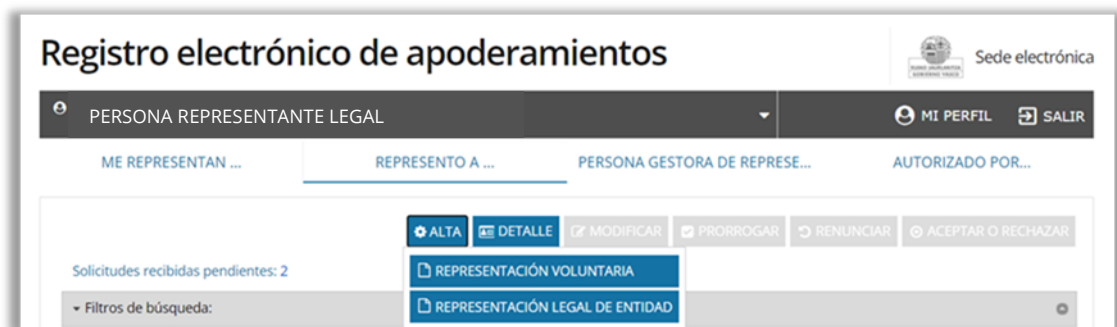 Registro electrónico de apoderamientos
Sede electrónica
PERSONA REPRESENTANTE LEGAL
MI PERFIL
SALIR
ME REPRESENTAN ...
REPRESENTO A ...
PERSONA GESTORA DE REPRESE...
AUTORIZADO POR...
ALTA
DETALLE
MODIFICAR
PRORROGAR
RENUNCIAR
ACEPTAR O RECHAZAR
REPRESENTACIÓN VOLUNTARIA
Solicitudes recibidas pendientes: 2
REPRESENTACIÓN LEGAL DE ENTIDAD
Filtros de búsqueda: